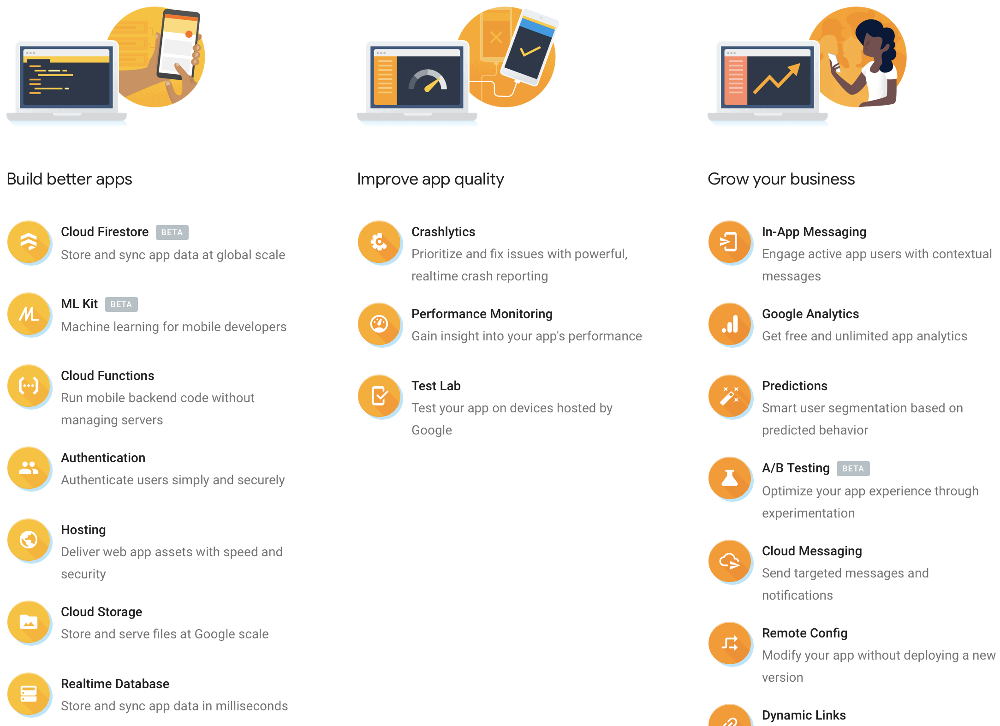 Build better apps
Cloud Firestore BETA
Store and sync app data at global scale
ML Kit BETA
Machine learning for mobile developers
Cloud Functions
Run mobile backend code without
managing servers
Authentication
Authenticate users simply and securely
Hosting
Deliver web app assets with speed and
security
Cloud Storage
Store and serve files at Google scale
Realtime Database
Store and sync app data in milliseconds
Improve app quality
Crashlytics
Prioritize and fix issues with powerful,
realtime crash reporting
Performance Monitoring
Gain insight into your app's performance
Test Lab
Test your app on devices hosted by
Google
Grow your business
In-App Messaging
Engage active app users with contextual
messages
Google Analytics
Get free and unlimited app analytics
Predictions
Smart user segmentation based on
predicted behavior
A/B Testing BETA
Optimize your app experience through
experimentation
Cloud Messaging
Send targeted messages and
notifications
Remote Config
Modify your app without deploying a new
version
Dynamic Links